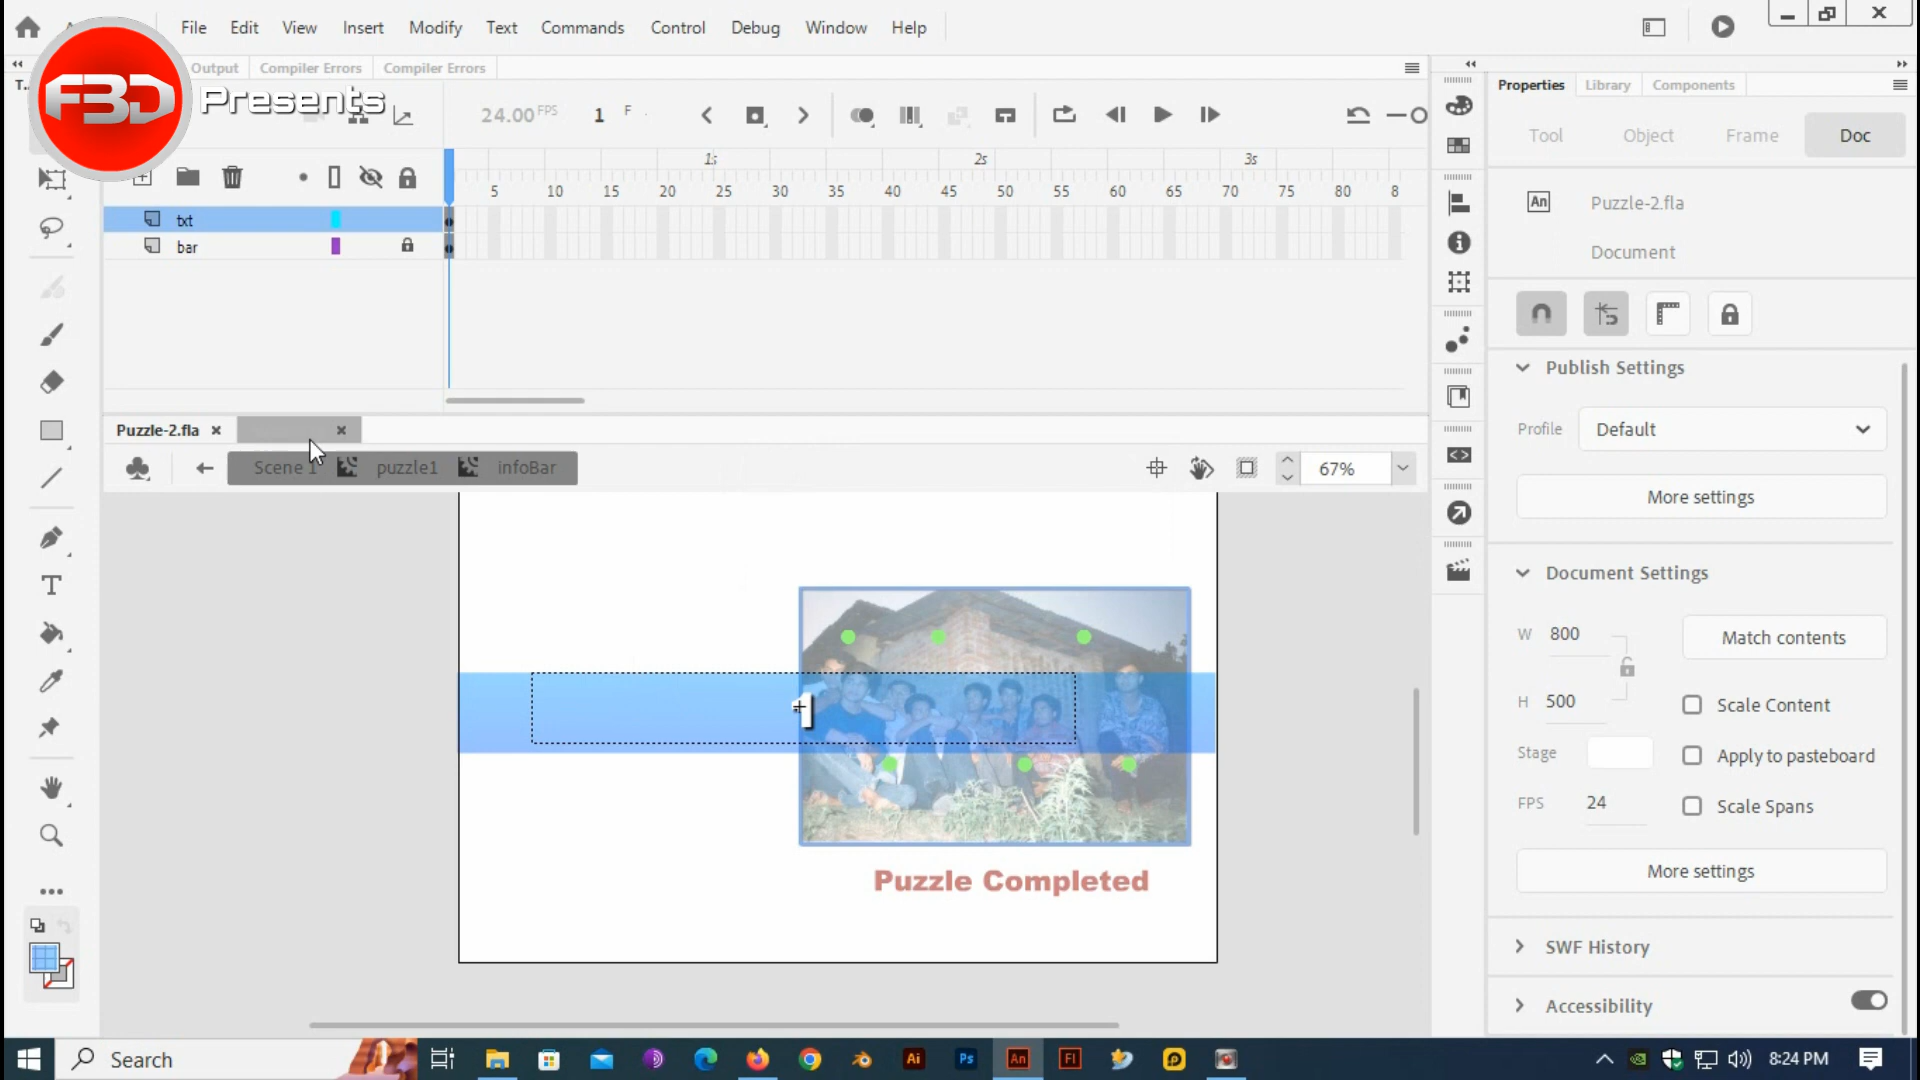 File Edit View Insert Modify Text Commands Control Debug Window Help
F3D Presents
Output Compiler Errors Compiler Errors
T...
24.00 FPS 1 F
1s 2s 3s
5 10 15 20 25 30 35 40 45 50 55 60 65 70 75 80 8
txt
bar
Puzzle-2.fla
Scene 1 puzzle1 infoBar
67%
1
Puzzle Completed
Properties Library Components
Tool Object Frame Doc
An Puzzle-2.fla
Document
Publish Settings
Profile Default
More settings
Document Settings
W 800 Match contents
H 500 Scale Content
Stage Apply to pasteboard
FPS 24 Scale Spans
More settings
SWF History
Accessibility
Search Ai Ps An Fl 8:24 PM